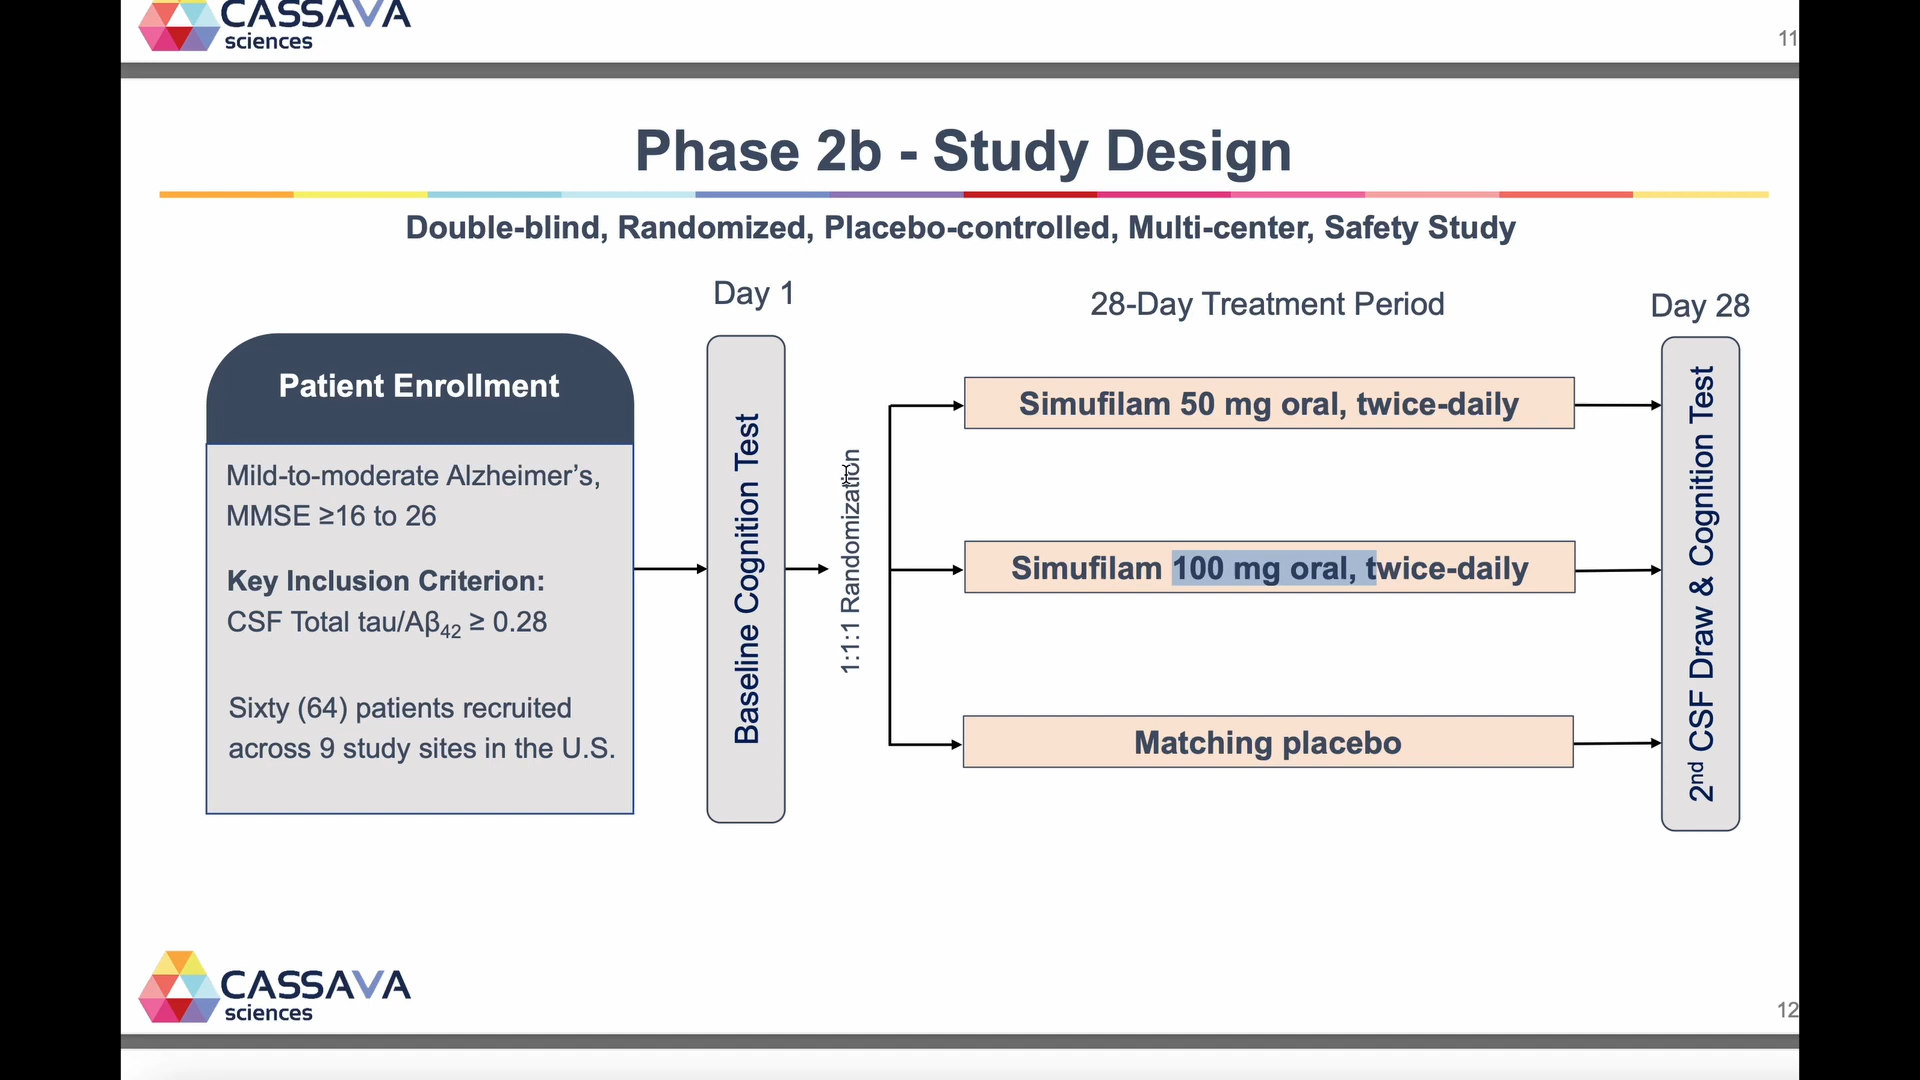 CASSAVA
sciences
11
Phase 2b - Study Design
Double-blind, Randomized, Placebo-controlled, Multi-center, Safety Study
Day 1
28-Day Treatment Period
Day 28
Patient Enrollment
Mild-to-moderate Alzheimer’s,
MMSE ≥16 to 26
Key Inclusion Criterion:
CSF Total tau/Aβ42 ≥ 0.28
Sixty (64) patients recruited
across 9 study sites in the U.S.
Baseline Cognition Test
1:1:1 Randomization
Simufilam 50 mg oral, twice-daily
Simufilam 100 mg oral, twice-daily
Matching placebo
2nd CSF Draw & Cognition Test
CASSAVA
sciences
12